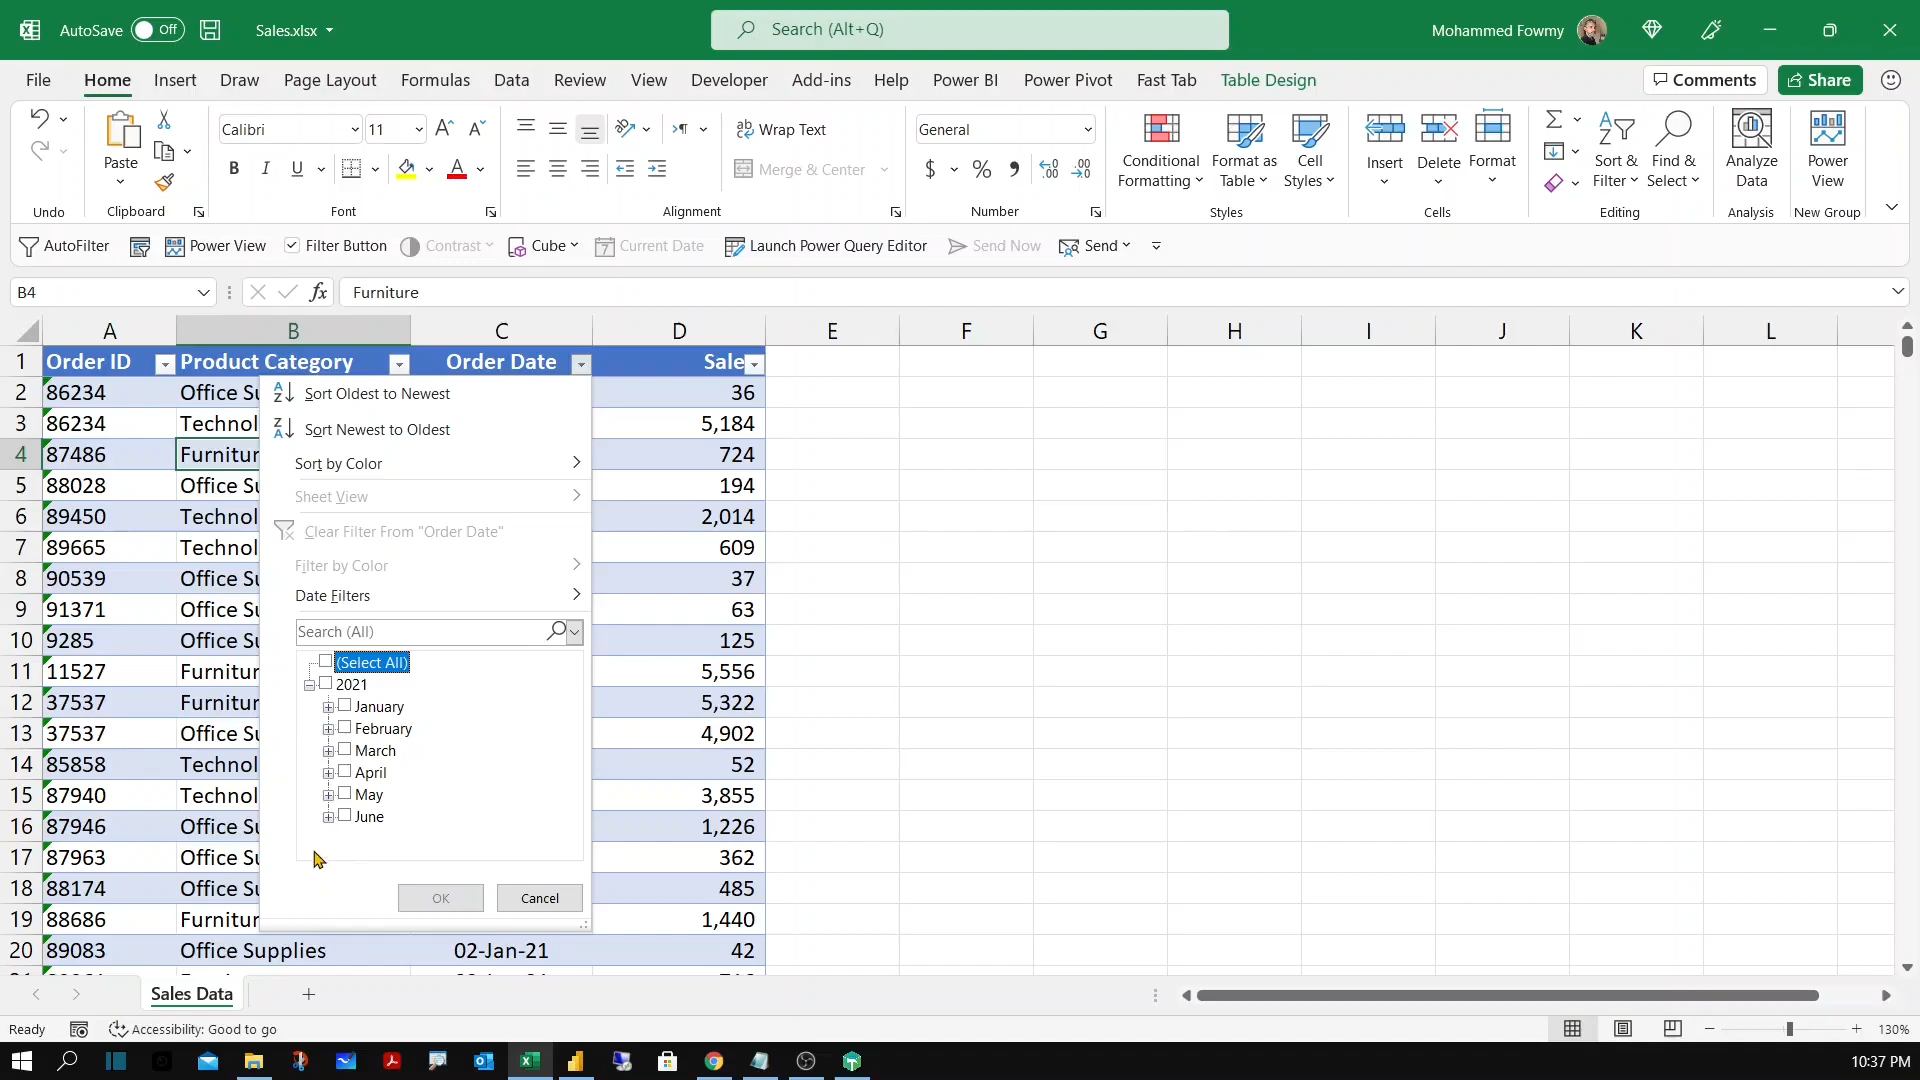 AutoSave Off Sales.xlsx Search (Alt+Q) Mohammed Fowmy
File Home Insert Draw Page Layout Formulas Data Review View Developer Add-ins Help Power BI Power Pivot Fast Tab Table Design Comments Share
Calibri 11 Wrap Text General
Paste Merge & Center $ % Conditional Formatting Format as Table Cell Styles Insert Delete Format Sort & Filter Find & Select Analyze Data Power View
Undo Clipboard Font Alignment Number Styles Cells Editing Analysis New Group
AutoFilter Power View Filter Button Contrast Cube Current Date Launch Power Query Editor Send Now Send
B4 fx Furniture
A B C D E F G H I J K L
1 Order ID Product Category Order Date Sale
2 86234 Office Su 36
3 86234 Technol 5,184
4 87486 Furnitur 724
5 88028 Office Su 194
6 89450 Technol 2,014
7 89665 Technol 609
8 90539 Office Su 37
9 91371 Office Su 63
10 9285 Office Su 125
11 11527 Furnitur 5,556
12 37537 Furnitur 5,322
13 37537 Office Su 4,902
14 85858 Technol 52
15 87940 Technol 3,855
16 87946 Office Su 1,226
17 87963 Office Su 362
18 88174 Office Su 485
19 88686 Furnitur 1,440
20 89083 Office Supplies 02-Jan-21 42
Sort Oldest to Newest
Sort Newest to Oldest
Sort by Color
Sheet View
Clear Filter From "Order Date"
Filter by Color
Date Filters
Search (All)
(Select All)
2021
January
February
March
April
May
June
OK Cancel
Sales Data
Ready Accessibility: Good to go 130%
10:37 PM